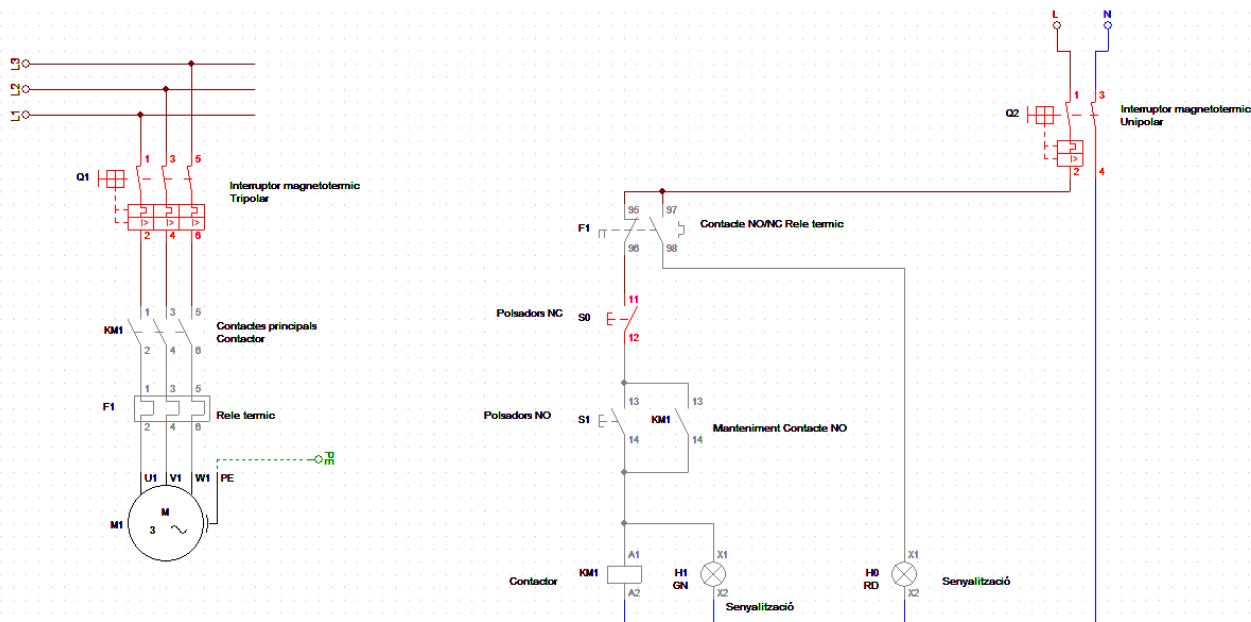 L3
L2
L1
1 3 5
Q1
Interruptor magnetotermic
Tripolar
I> I> I>
2 4 6
1 3 5
KM1
Contactes principals
Contactor
2 4 6
1 3 5
F1
Rele termic
2 4 6
PE
U1 V1 W1 PE
M1
M
3
L N
1 3
Q2
Interruptor magnetotermic
Unipolar
I>
2 4
95 97
F1
Contacte NO/NC Rele termic
96 98
11
Polsadors NC S0
12
13 13
Polsadors NO S1 KM1
Manteniment Contacte NO
14 14
A1 X1 X1
Contactor KM1 H1 H0 Senyalització
GN RD
A2 X2 X2
Senyalització